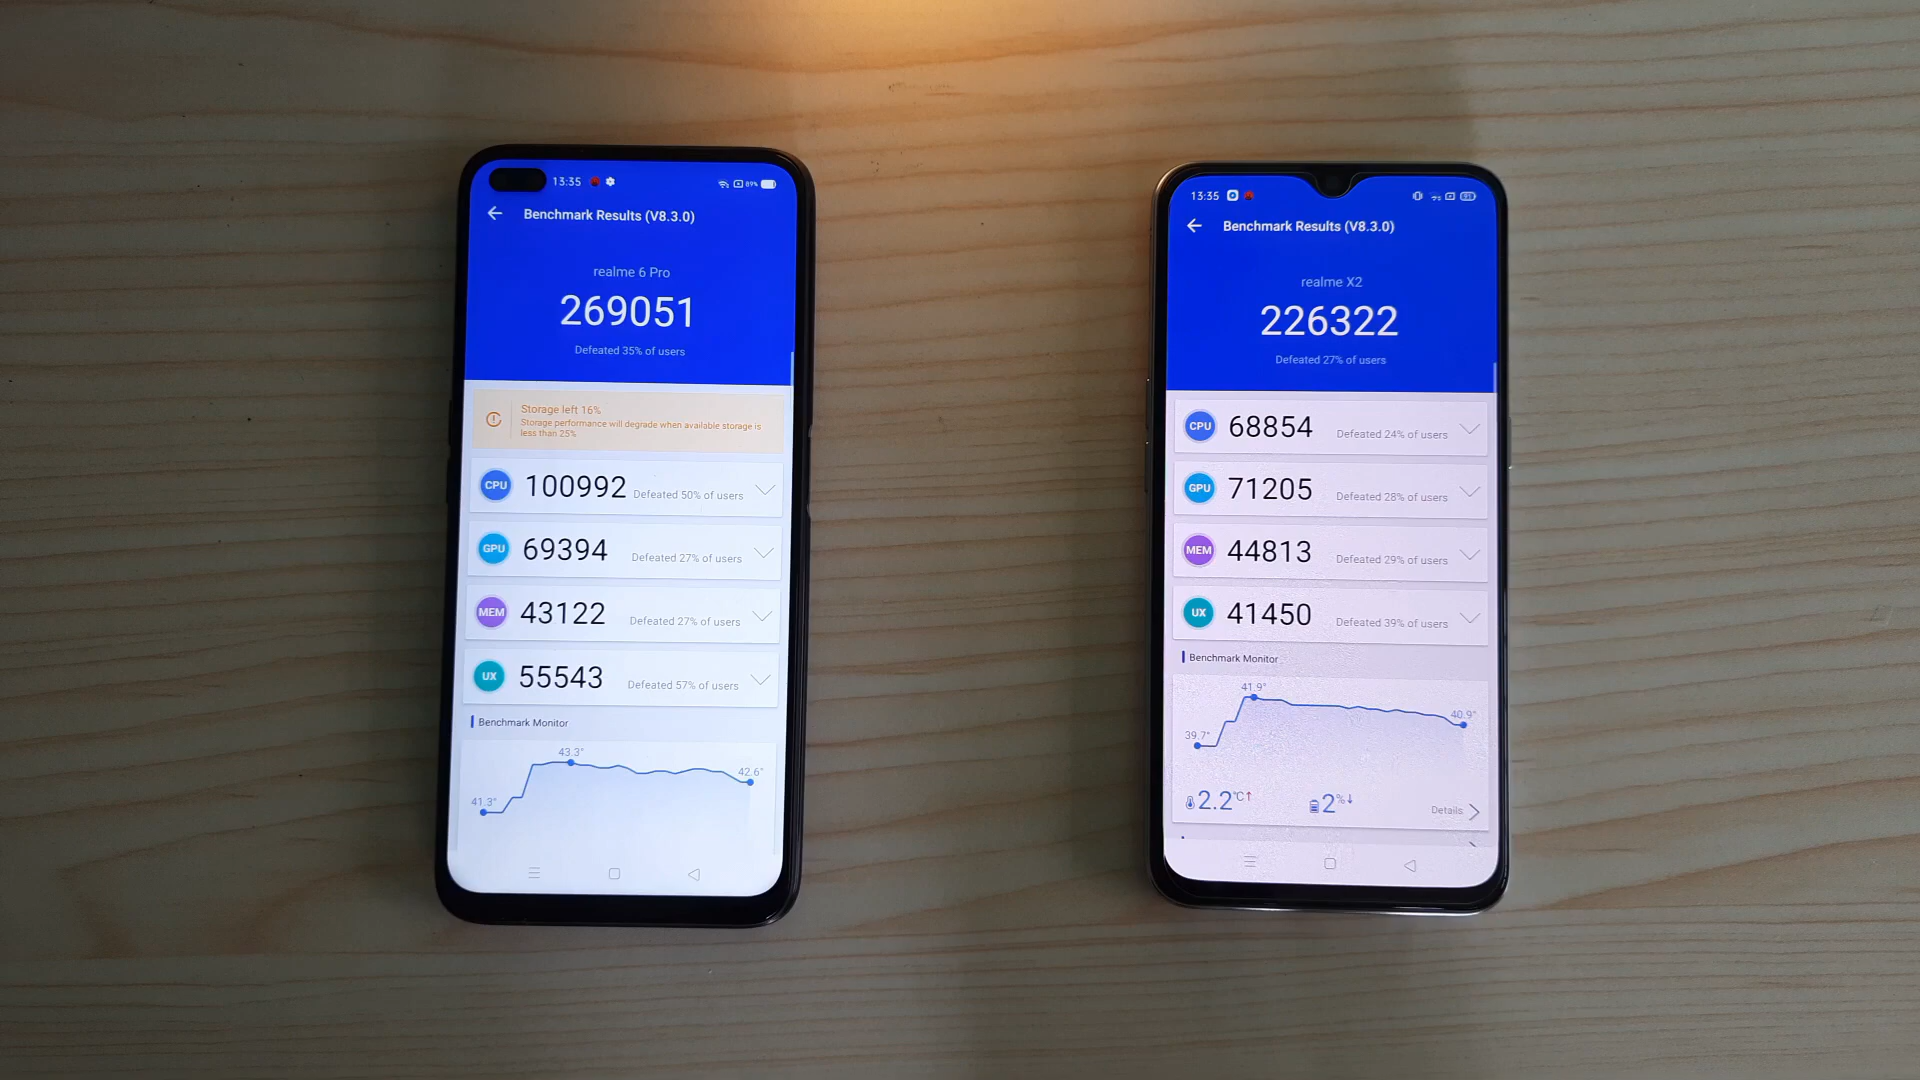 13:35
89%
Benchmark Results (V8.3.0)
realme 6 Pro
269051
Defeated 35% of users
Storage left 16%
Storage performance will degrade when available storage is
less than 25%
CPU 100992 Defeated 50% of users
GPU 69394 Defeated 27% of users
MEM 43122 Defeated 27% of users
UX 55543 Defeated 57% of users
Benchmark Monitor
43.3°
42.6°
41.3°
13:35
Benchmark Results (V8.3.0)
realme X2
226322
Defeated 27% of users
CPU 68854 Defeated 24% of users
GPU 71205 Defeated 28% of users
MEM 44813 Defeated 29% of users
UX 41450 Defeated 39% of users
Benchmark Monitor
41.9°
40.9°
39.7°
2.2°C↑ 2%↓ Details